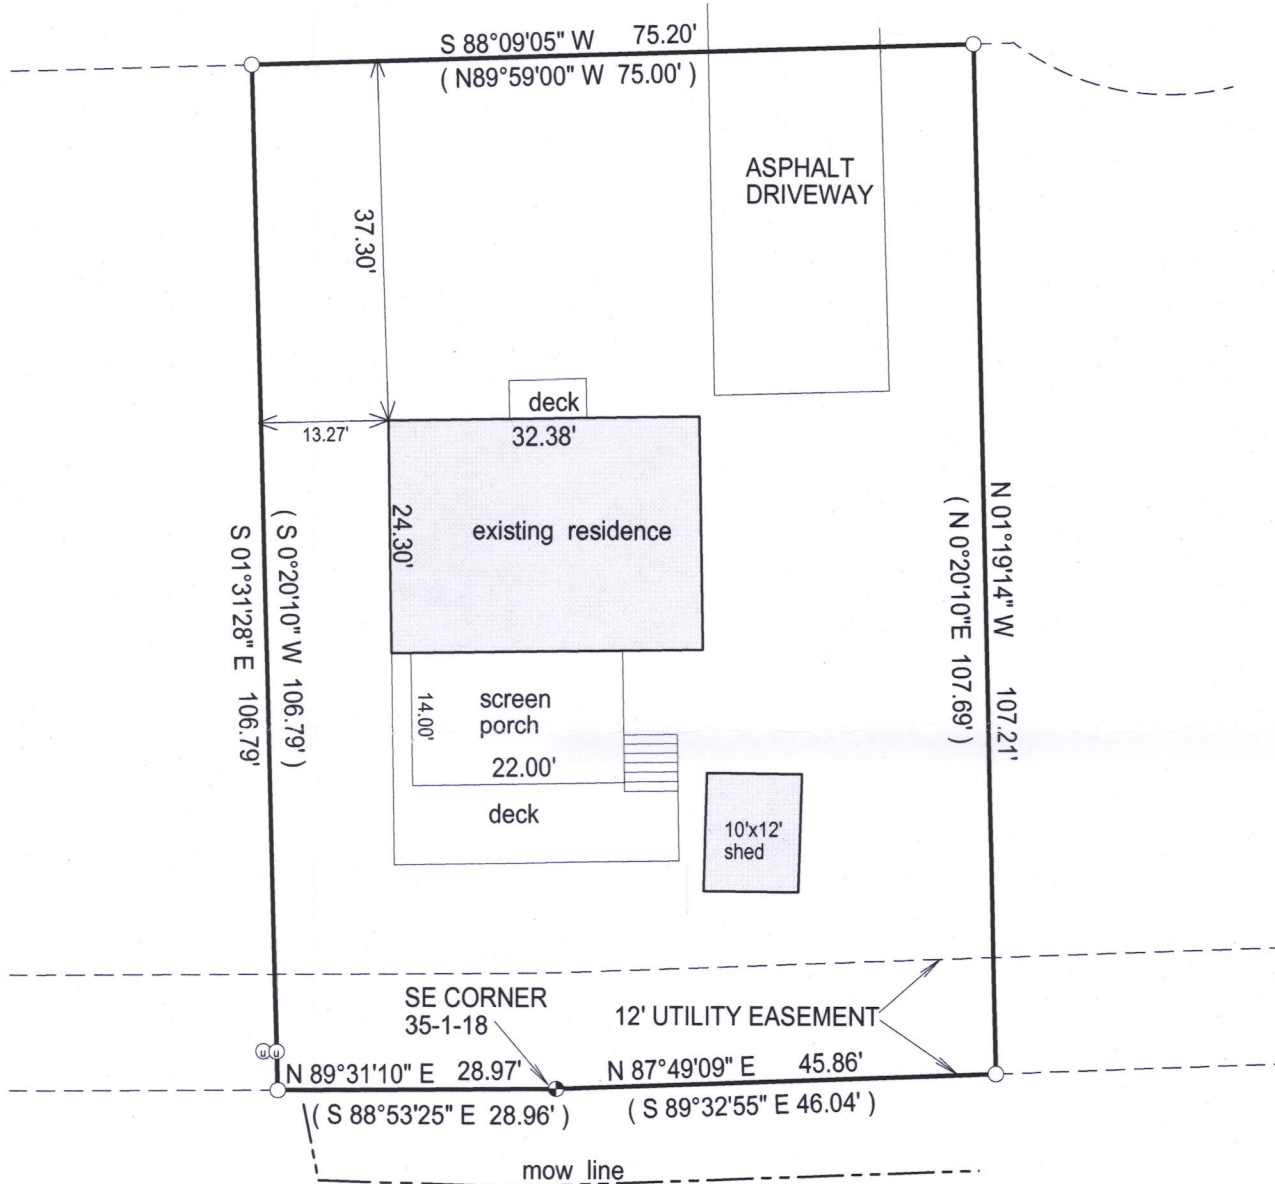 S 88°09'05" W 75.20'
( N89°59'00" W 75.00' )
ASPHALT
DRIVEWAY
37.30'
13.27'
deck
32.38'
24.30'
existing residence
S 01°31'28" E 106.79'
( S 0°20'10" W 106.79' )
N 01°19'14" W 107.21'
( N 0°20'10"E 107.69' )
14.00'
screen
porch
22.00'
deck
10'x12'
shed
SE CORNER
35-1-18
12' UTILITY EASEMENT
u u
N 89°31'10" E 28.97'
N 87°49'09" E 45.86'
( S 88°53'25" E 28.96' )
( S 89°32'55" E 46.04' )
mow line